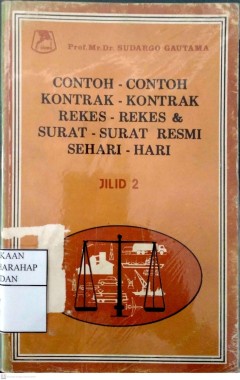 Prof.Mr.Dr. SUDARGO GAUTAMA
CONTOH - CONTOH
KONTRAK - KONTRAK
REKES - REKES &
SURAT - SURAT RESMI
SEHARI - HARI
JILID 2
KAAN
HARAHAP
DAN